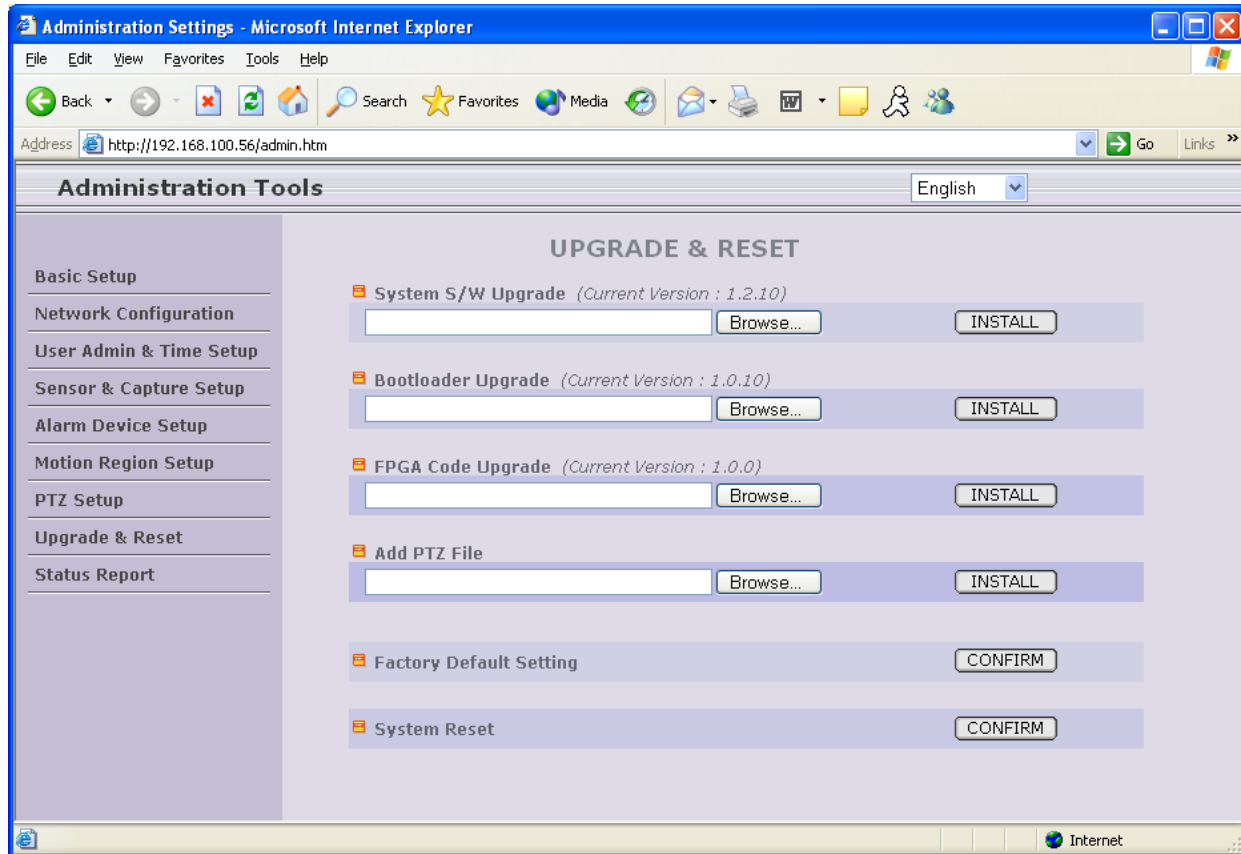 Administration Settings - Microsoft Internet Explorer
File Edit View Favorites Tools Help
Back Search Favorites Media
Address http://192.168.100.56/admin.htm Go Links »
Administration Tools English
UPGRADE & RESET
Basic Setup
Network Configuration
User Admin & Time Setup
Sensor & Capture Setup
Alarm Device Setup
Motion Region Setup
PTZ Setup
Upgrade & Reset
Status Report
System S/W Upgrade (Current Version : 1.2.10)
Browse... INSTALL
Bootloader Upgrade (Current Version : 1.0.10)
Browse... INSTALL
FPGA Code Upgrade (Current Version : 1.0.0)
Browse... INSTALL
Add PTZ File
Browse... INSTALL
Factory Default Setting CONFIRM
System Reset CONFIRM
Internet